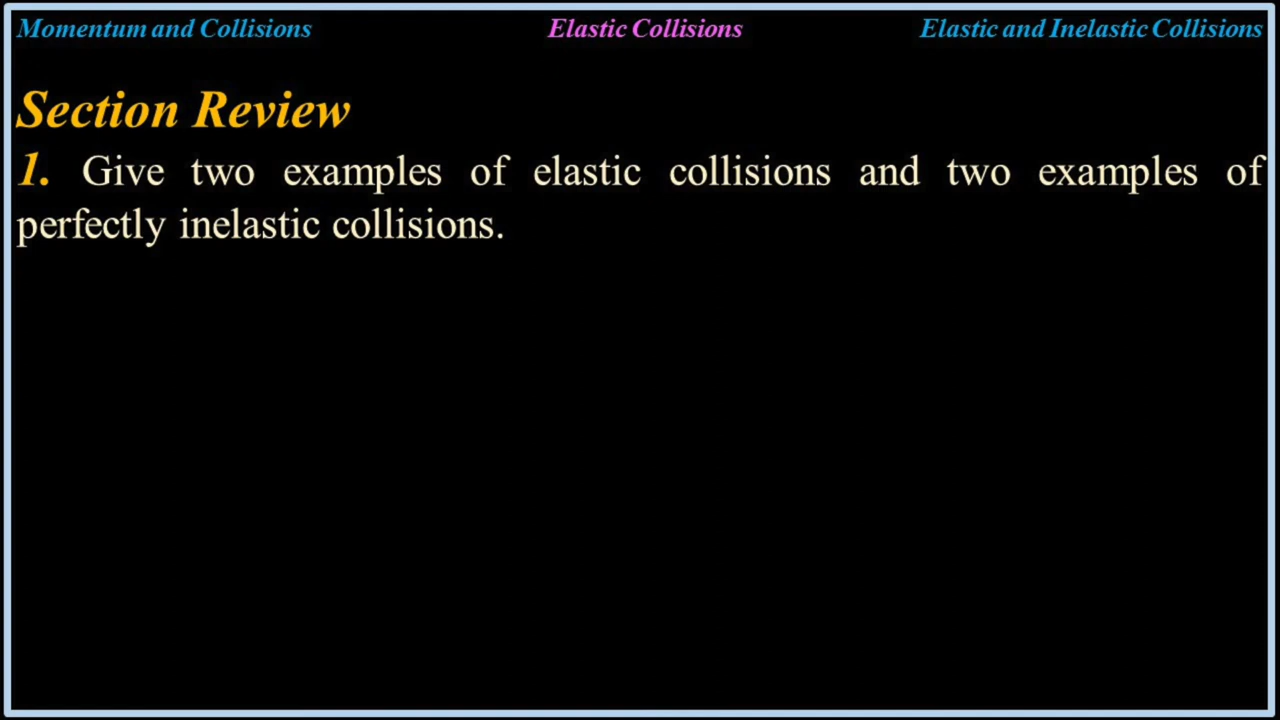 Momentum and Collisions
Elastic Collisions
Elastic and Inelastic Collisions
Section Review
1. Give two examples of elastic collisions and two examples of
perfectly inelastic collisions.